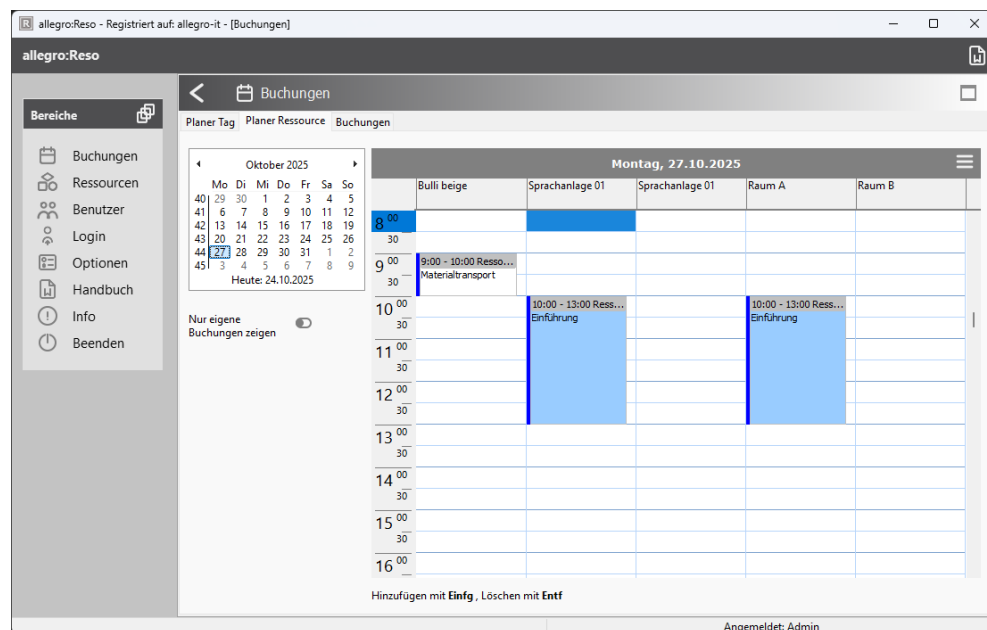 allegro:Reso - Registriert auf: allegro-it - [Buchungen]
allegro:Reso
Bereiche
Buchungen
Ressourcen
Benutzer
Login
Optionen
Handbuch
Info
Beenden
Buchungen
Planer Tag Planer Ressource Buchungen
Oktober 2025
Mo Di Mi Do Fr Sa So
40 29 30 1 2 3 4 5
41 6 7 8 9 10 11 12
42 13 14 15 16 17 18 19
43 20 21 22 23 24 25 26
44 27 28 29 30 31 1 2
45 3 4 5 6 7 8 9
Heute: 24.10.2025
Nur eigene
Buchungen zeigen
Montag, 27.10.2025
Bulli beige Sprachanlage 01 Sprachanlage 01 Raum A Raum B
8 00
30
9 00
30
10 00
30
11 00
30
12 00
30
13 00
30
14 00
30
15 00
30
16 00
9:00 - 10:00 Resso...
Materialtransport
10:00 - 13:00 Ress...
Einführung
10:00 - 13:00 Ress...
Einführung
Hinzufügen mit Einfg , Löschen mit Entf
Angemeldet: Admin